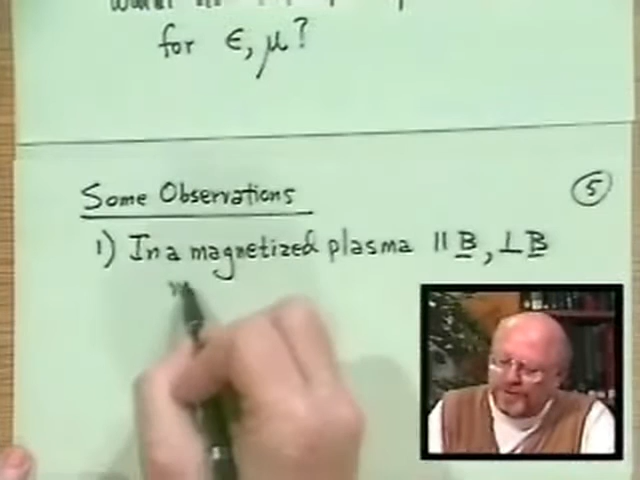 for ϵ, μ?
Some Observations
⑤
1) In a magnetized plasma || B, ⊥ B